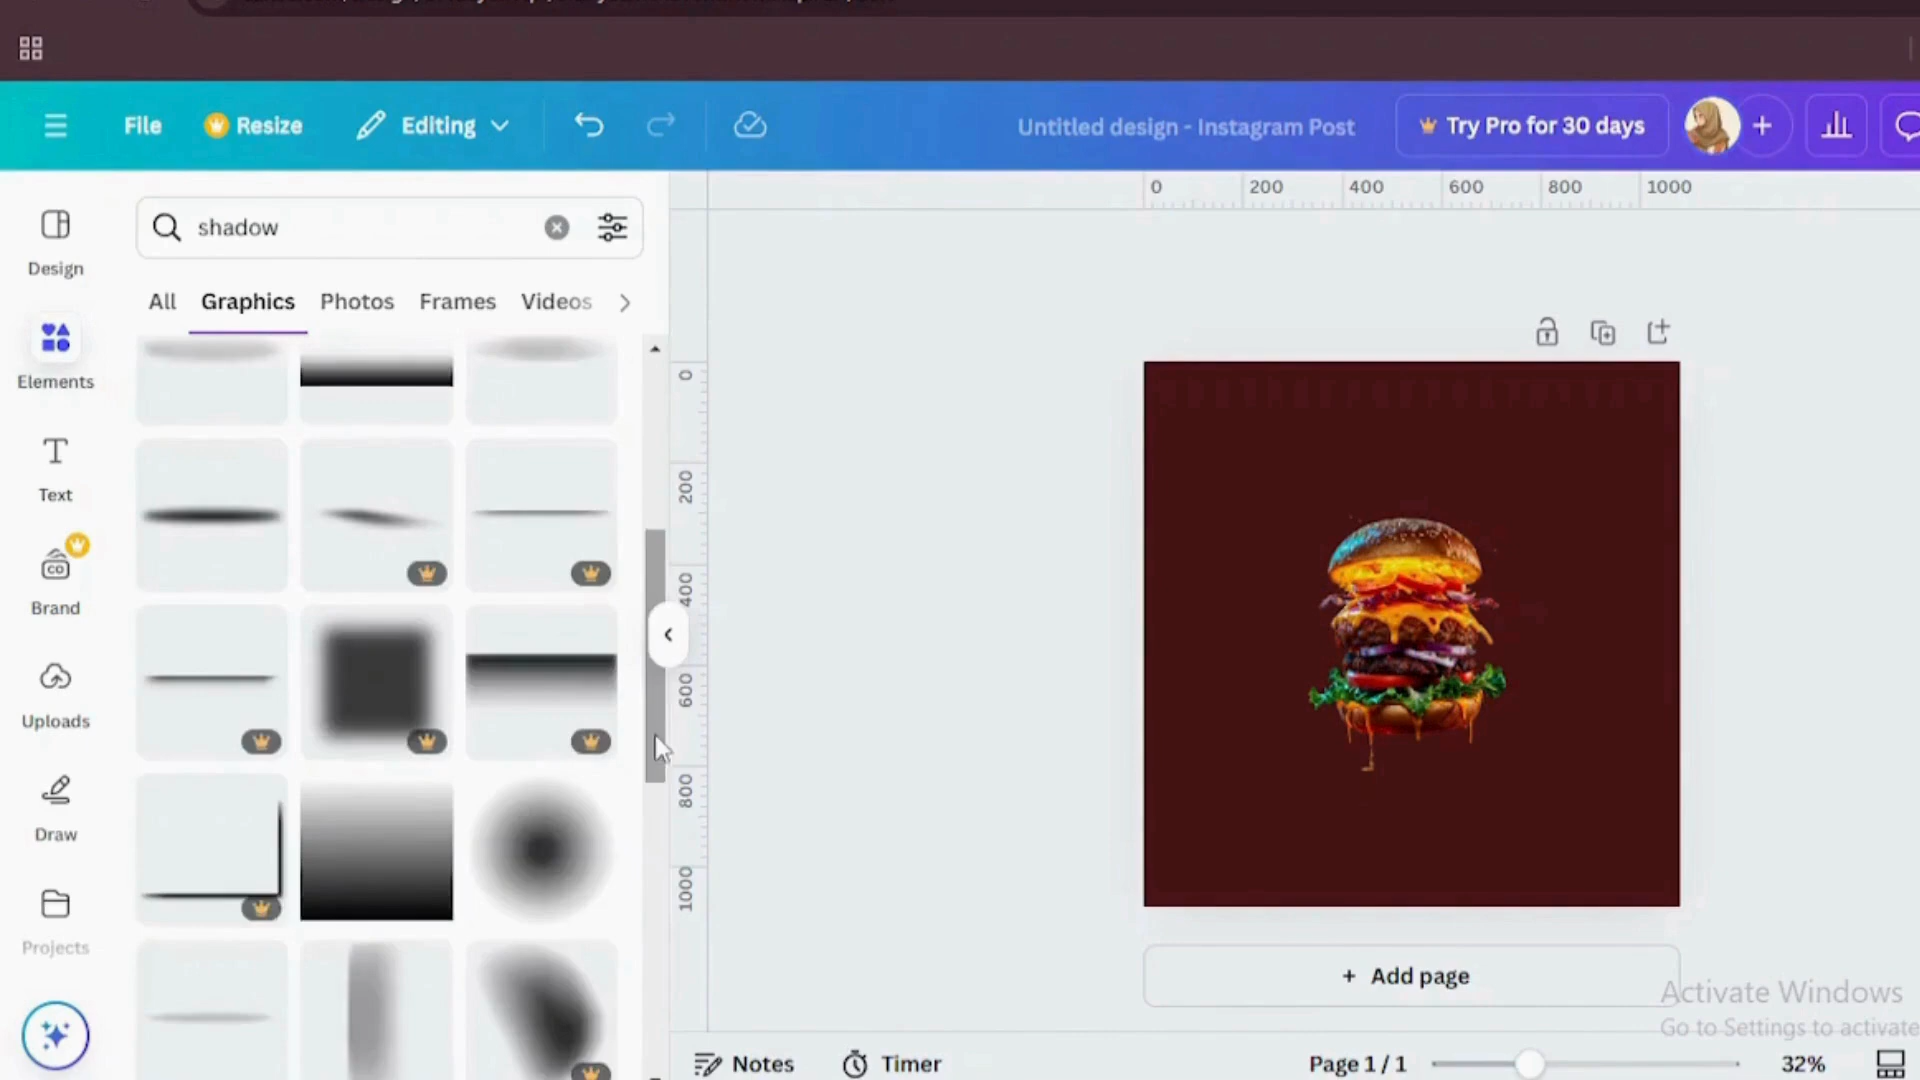 File
Resize
Editing
Untitled design - Instagram Post
Try Pro for 30 days
Design
Elements
Text
Brand
CO
Uploads
Draw
Projects
shadow
All
Graphics
Photos
Frames
Videos
0
200
400
600
800
1000
0
200
400
600
800
1000
+ Add page
Activate Windows
Go to Settings to activate
Notes
Timer
Page 1 / 1
32%